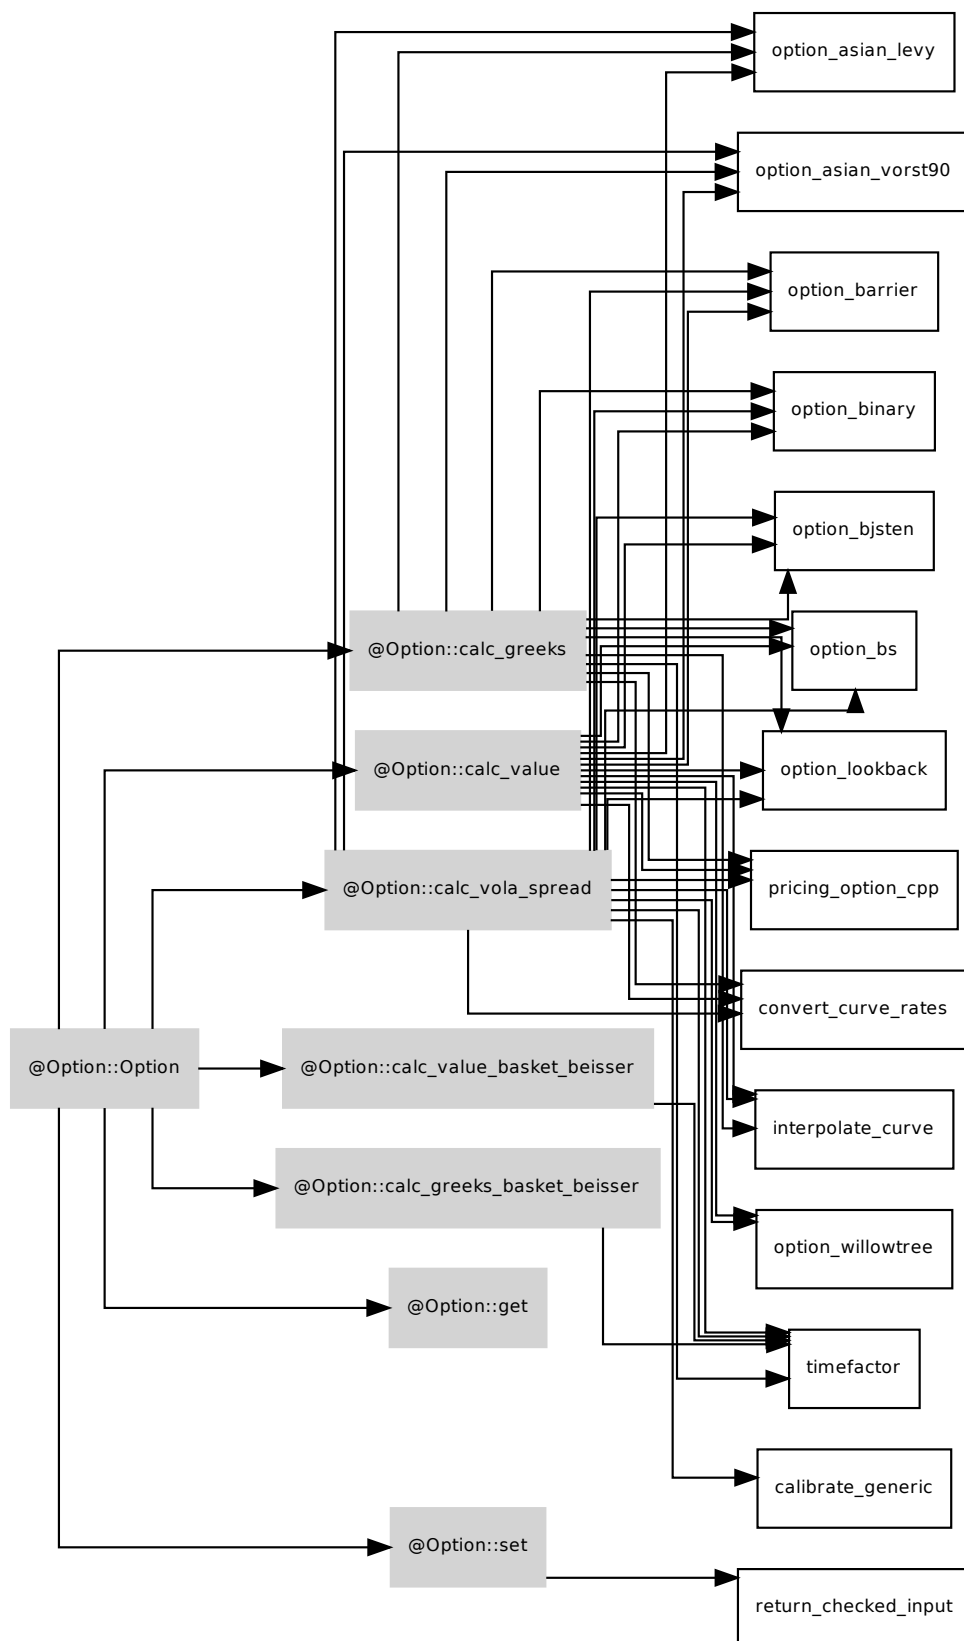 option_asian_levy
option_asian_vorst90
option_barrier
option_binary
option_bjsten
@Option::calc_greeks
option_bs
@Option::calc_value
option_lookback
@Option::calc_vola_spread
pricing_option_cpp
convert_curve_rates
@Option::Option
@Option::calc_value_basket_beisser
interpolate_curve
@Option::calc_greeks_basket_beisser
option_willowtree
@Option::get
timefactor
calibrate_generic
@Option::set
return_checked_input